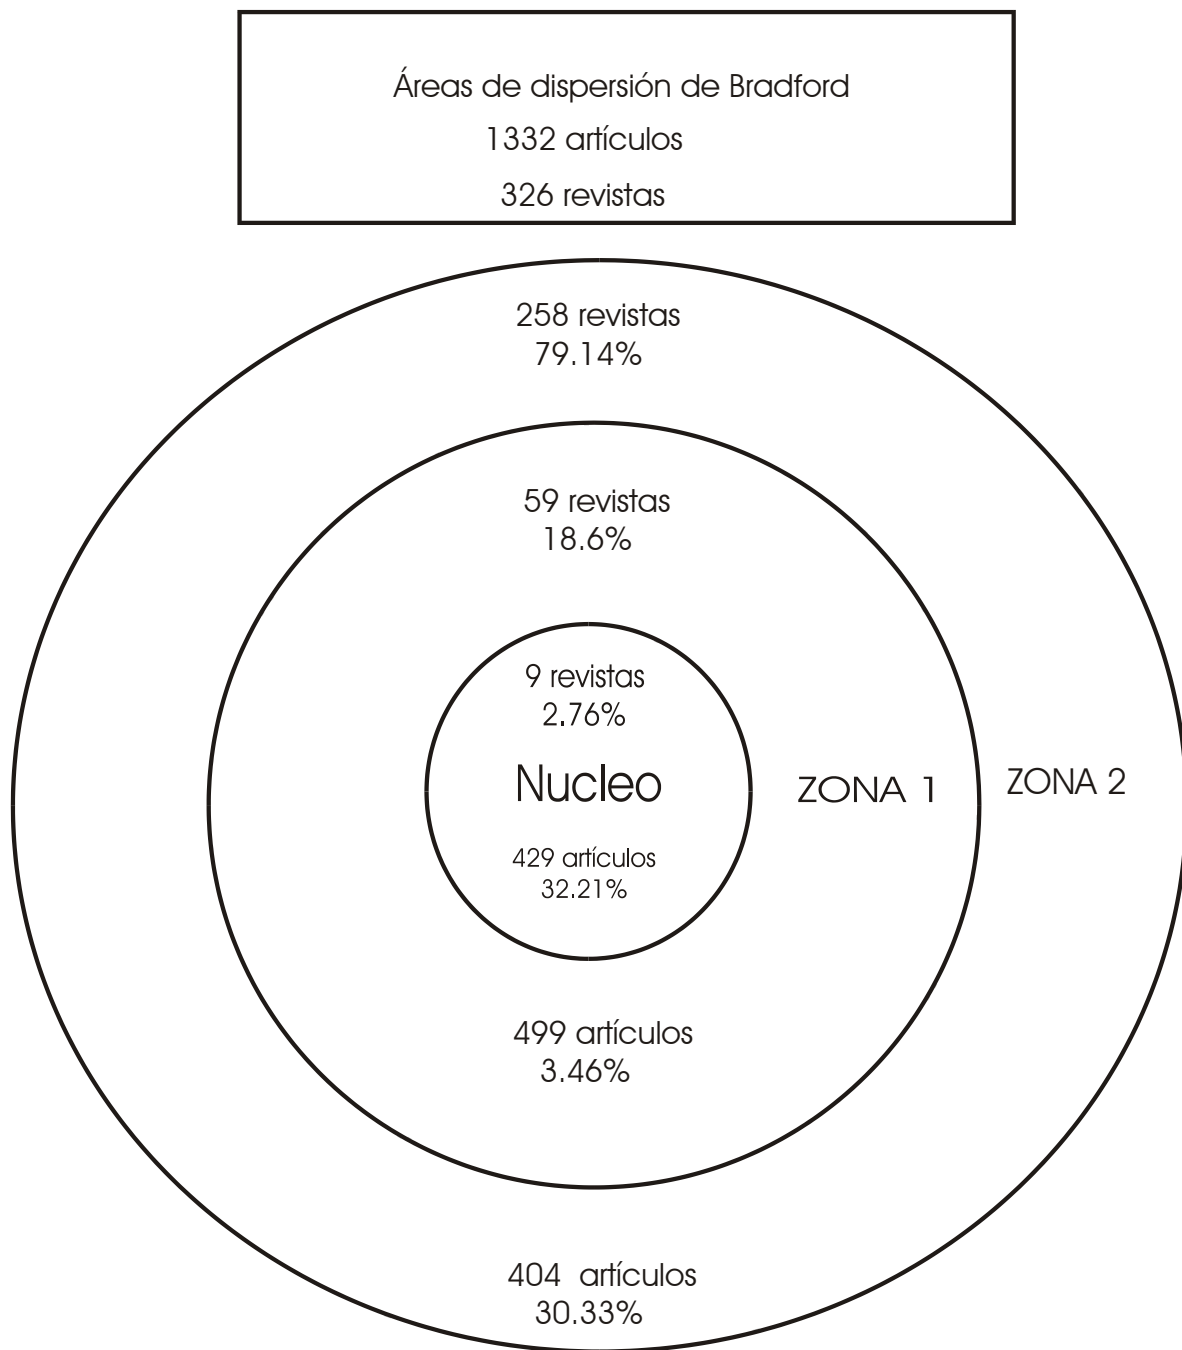 Áreas de dispersión de Bradford
1332 artículos
326 revistas
258 revistas
79.14%
59 revistas
18.6%
9 revistas
2.76%
Nucleo
ZONA 1
ZONA 2
429 artículos
32.21%
499 artículos
3.46%
404 artículos
30.33%